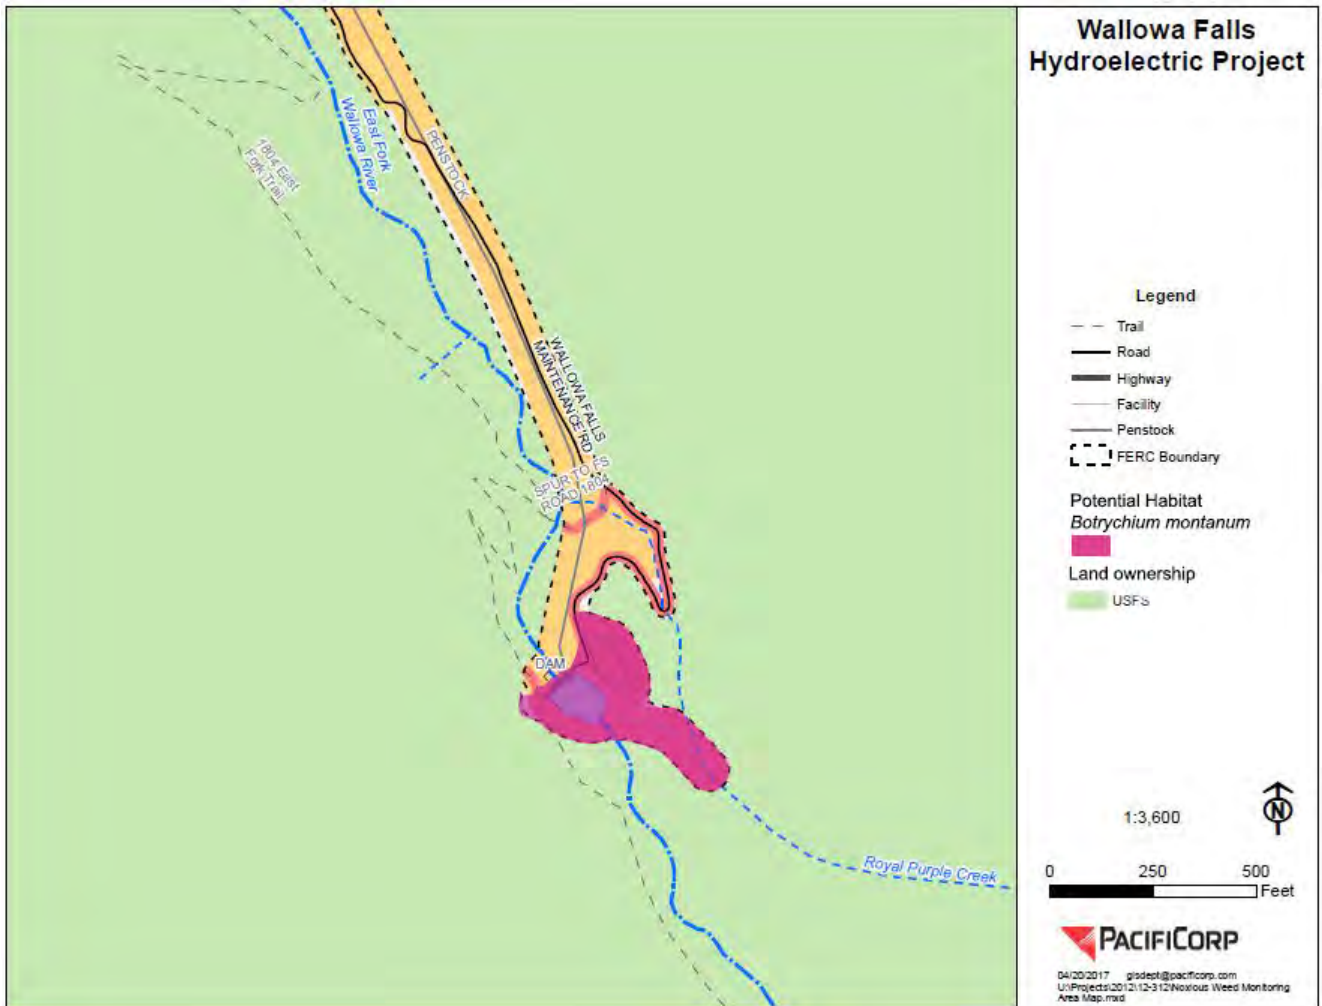 Wallowa Falls
Hydroelectric Project
East Fork
Wallowa River
PENSTOCK
1804 East
Fork Trail
WALLOWA FALLS
MAINTENANCE RD
SPUR TO FS
ROAD 1804
DAM
Royal Purple Creek
Legend
Trail
Road
Highway
Facility
Penstock
FERC Boundary
Potential Habitat
Botrychium montanum
Land ownership
USFS
1:3,600
N
0 250 500
Feet
PACIFICORP
04/20/2017 gisdept@pacificorp.com
U:\Projects\2012\12-312\Noxious Weed Monitoring
Area Map.mxd